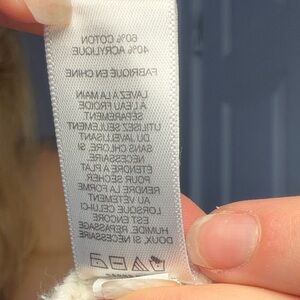 60% COTON
40% ACRYLIQUE
FABRIQUÉ EN CHINE
LAVEZ À LA MAIN
À L'EAU FROIDE
SÉPARÉMENT
UTILISEZ SEULEMENT
DU JAVELLISANT
SANS CHLORE, SI
NÉCESSAIRE.
ÉTENDRE À PLAT
POUR SÉCHER
RENDRE LA FORME
AU VÊTEMENT
LORSQUE CELUI-CI
EST ENCORE
HUMIDE. REPASSAGE
DOUX, SI NÉCESSAIRE